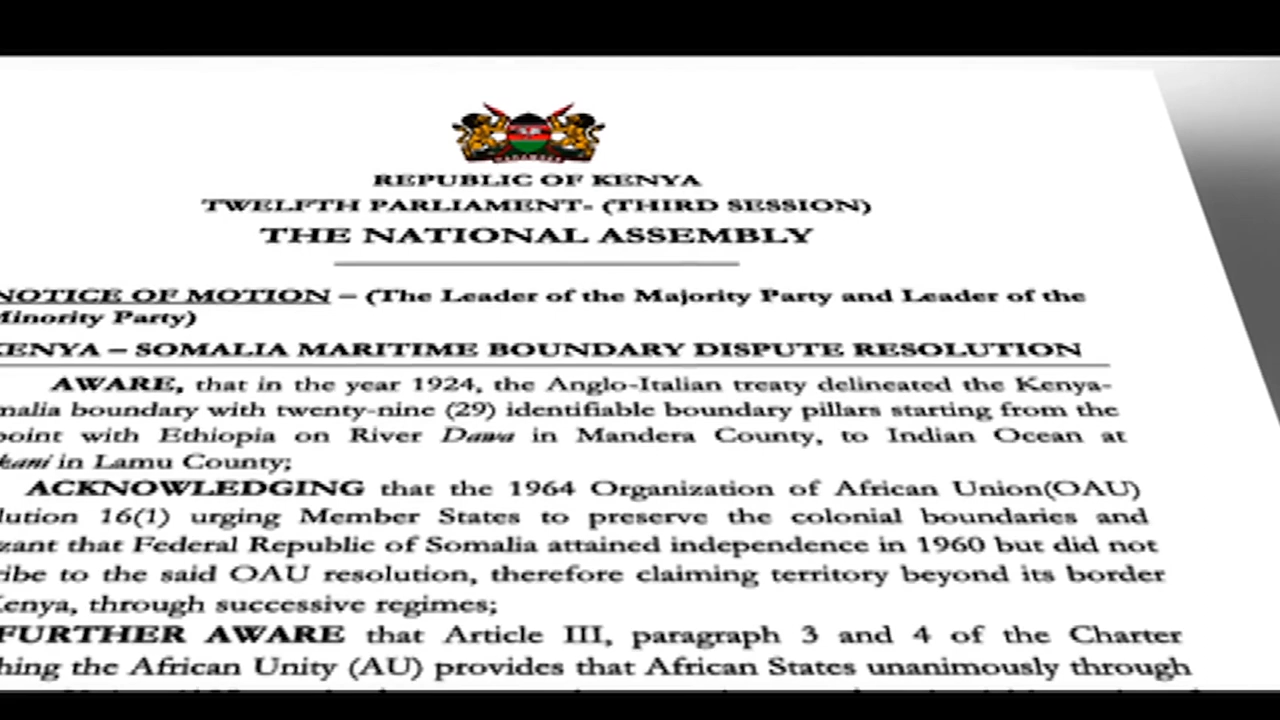 REPUBLIC OF KENYA
TWELFTH PARLIAMENT- (THIRD SESSION)
THE NATIONAL ASSEMBLY
NOTICE OF MOTION – (The Leader of the Majority Party and Leader of the
Minority Party)
KENYA – SOMALIA MARITIME BOUNDARY DISPUTE RESOLUTION
AWARE, that in the year 1924, the Anglo-Italian treaty delineated the Kenya-
malia boundary with twenty-nine (29) identifiable boundary pillars starting from the
point with Ethiopia on River Dawa in Mandera County, to Indian Ocean at
kani in Lamu County;
ACKNOWLEDGING that the 1964 Organization of African Union(OAU)
lution 16(1) urging Member States to preserve the colonial boundaries and
zant that Federal Republic of Somalia attained independence in 1960 but did not
ribe to the said OAU resolution, therefore claiming territory beyond its border
Kenya, through successive regimes;
FURTHER AWARE that Article III, paragraph 3 and 4 of the Charter
hing the African Unity (AU) provides that African States unanimously through